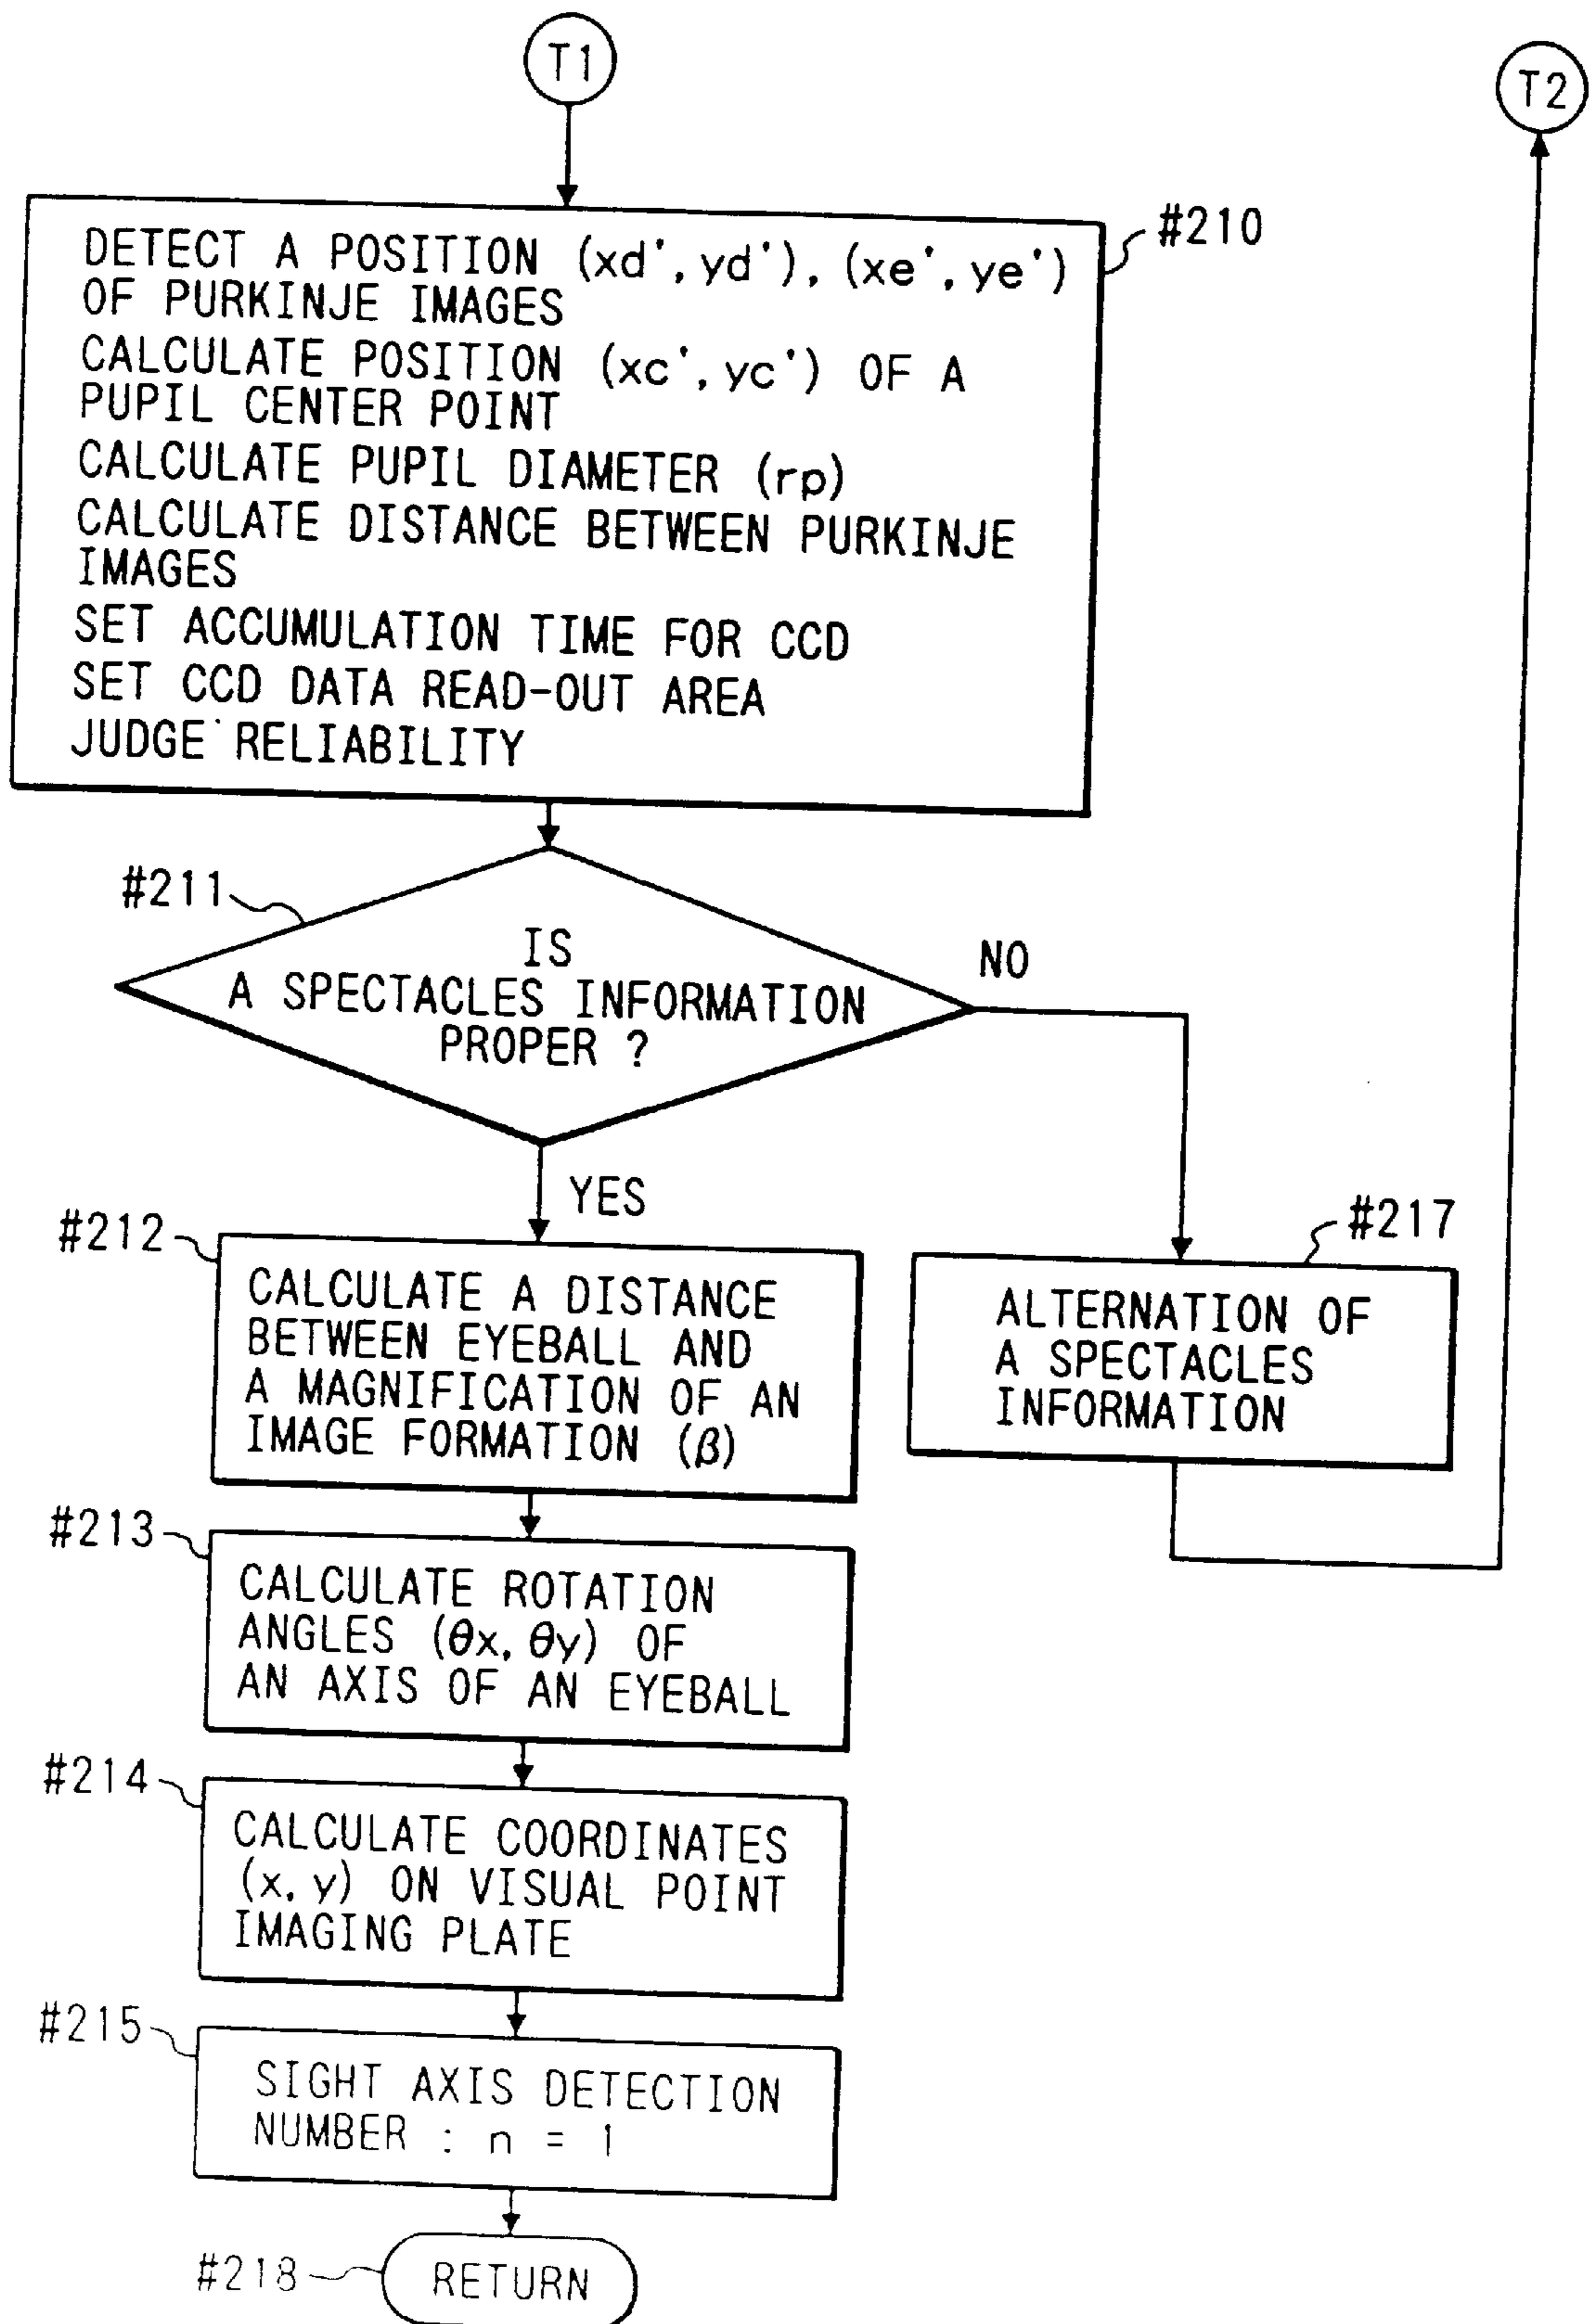 T1
T2
#210
DETECT A POSITION (xd', yd'), (xe', ye')
OF PURKINJE IMAGES
CALCULATE POSITION (xc', yc') OF A
PUPIL CENTER POINT
CALCULATE PUPIL DIAMETER (rp)
CALCULATE DISTANCE BETWEEN PURKINJE
IMAGES
SET ACCUMULATION TIME FOR CCD
SET CCD DATA READ-OUT AREA
JUDGE RELIABILITY
#211
IS
A SPECTACLES INFORMATION
PROPER ?
NO
YES
#212
CALCULATE A DISTANCE
BETWEEN EYEBALL AND
A MAGNIFICATION OF AN
IMAGE FORMATION (β)
#217
ALTERNATION OF
A SPECTACLES
INFORMATION
#213
CALCULATE ROTATION
ANGLES (θx, θy) OF
AN AXIS OF AN EYEBALL
#214
CALCULATE COORDINATES
(x, y) ON VISUAL POINT
IMAGING PLATE
#215
SIGHT AXIS DETECTION
NUMBER : n = 1
#218
RETURN